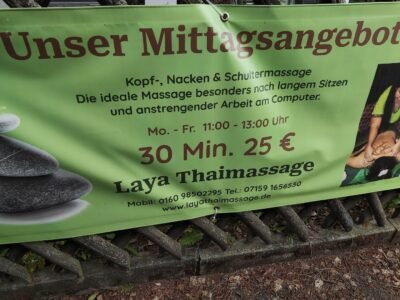 Unser Mittagsangebot
Kopf-, Nacken & Schultermassage
Die ideale Massage besonders nach langem Sitzen
und anstrengender Arbeit am Computer.
Mo. - Fr. 11:00 - 13:00 Uhr
30 Min. 25 €
Laya Thaimassage
Mobil: 0160 98502295 Tel.: 07159 1656530
www.layathaimassage.de